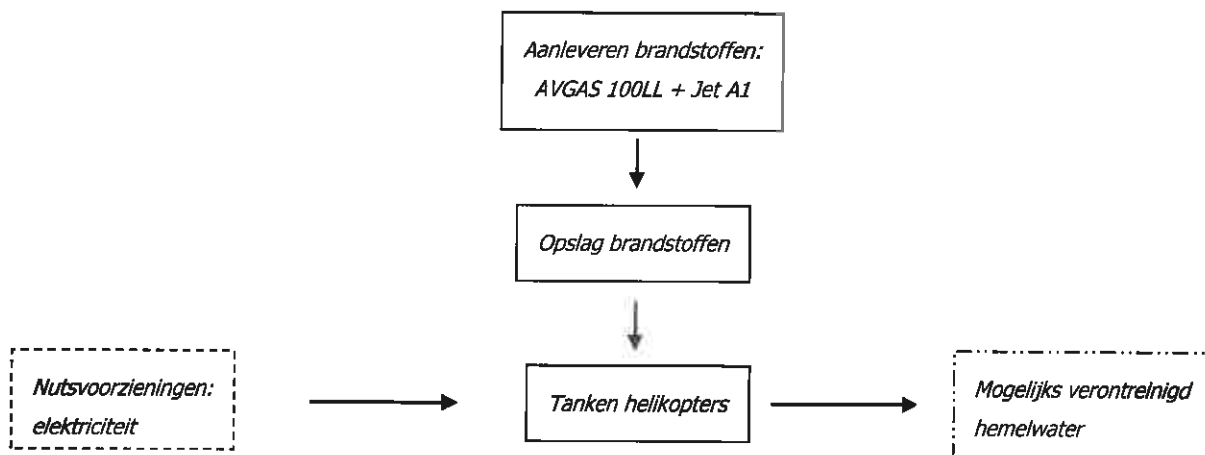 Aanleveren brandstoffen:
AVGAS 100LL + Jet A1
Opslag brandstoffen
Nutsvoorzieningen:
elektriciteit
Tanken helikopters
Mogelijks verontreinigd
hemelwater